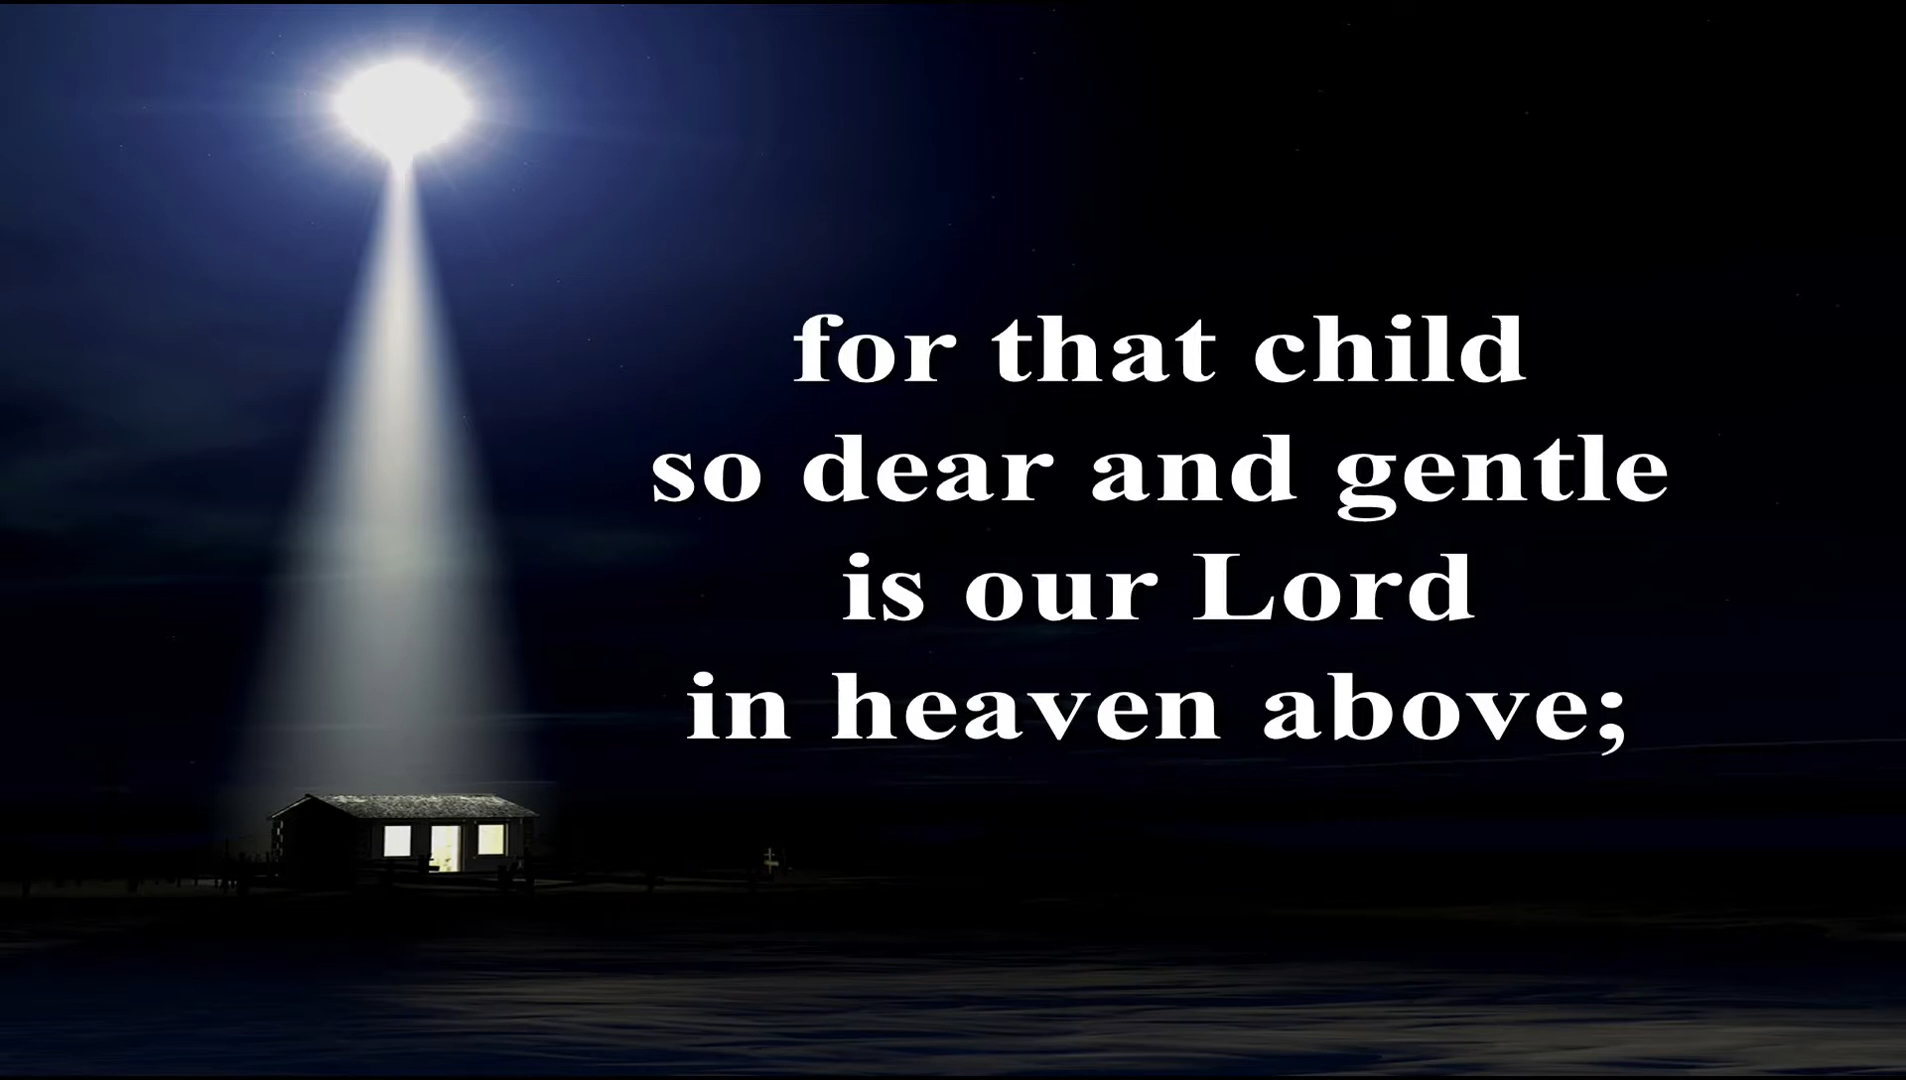 for that child
so dear and gentle
is our Lord
in heaven above;